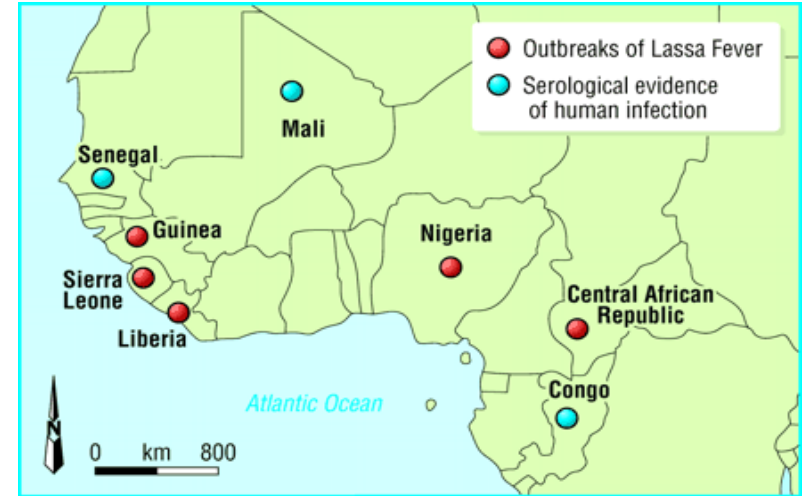 Outbreaks of Lassa Fever
Serological evidence
of human infection
Mali
Senegal
Guinea
Nigeria
Sierra
Leone
Central African
Republic
Liberia
Congo
Atlantic Ocean
N
0 km 800